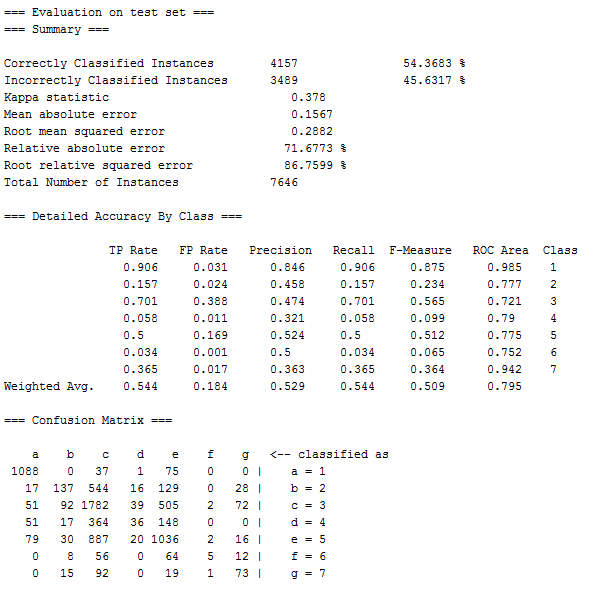 === Evaluation on test set ===
=== Summary ===
Correctly Classified Instances 4157 54.3683 %
Incorrectly Classified Instances 3489 45.6317 %
Kappa statistic 0.378
Mean absolute error 0.1567
Root mean squared error 0.2882
Relative absolute error 71.6773 %
Root relative squared error 86.7599 %
Total Number of Instances 7646
=== Detailed Accuracy By Class ===
TP Rate FP Rate Precision Recall F-Measure ROC Area Class
0.906 0.031 0.846 0.906 0.875 0.985 1
0.157 0.024 0.458 0.157 0.234 0.777 2
0.701 0.388 0.474 0.701 0.565 0.721 3
0.058 0.011 0.321 0.058 0.099 0.79 4
0.5 0.169 0.524 0.5 0.512 0.775 5
0.034 0.001 0.5 0.034 0.065 0.752 6
0.365 0.017 0.363 0.365 0.364 0.942 7
Weighted Avg. 0.544 0.184 0.529 0.544 0.509 0.795
=== Confusion Matrix ===
a b c d e f g <-- classified as
1088 0 37 1 75 0 0 | a = 1
17 137 544 16 129 0 28 | b = 2
51 92 1782 39 505 2 72 | c = 3
51 17 364 36 148 0 0 | d = 4
79 30 887 20 1036 2 16 | e = 5
0 8 56 0 64 5 12 | f = 6
0 15 92 0 19 1 73 | g = 7